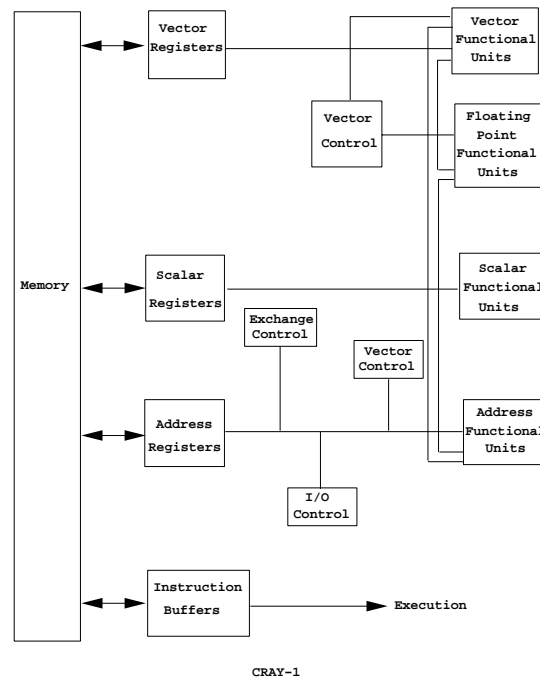 Vector
Registers
Vector
Functional
Units
Vector
Control
Floating
Point
Functional
Units
Memory
Scalar
Registers
Scalar
Functional
Units
Exchange
Control
Vector
Control
Address
Registers
Address
Functional
Units
I/O
Control
Instruction
Buffers
Execution
CRAY-1